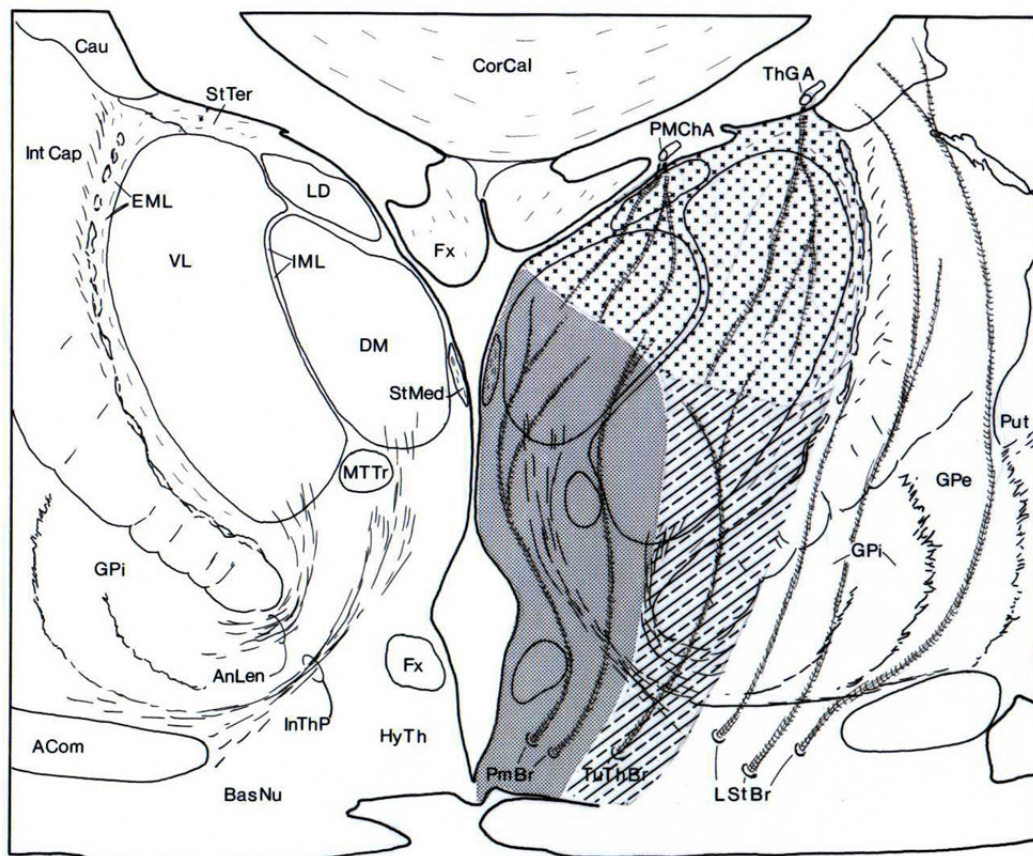 Cau
CorCal
ThGA
StTer
PMChA
Int Cap
LD
EML
Fx
VL
IML
DM
StMed
Put
MTTr
GPe
GPi
GPi
Fx
AnLen
InThP
HyTh
ACom
PmBr
TuThBr
LStBr
BasNu